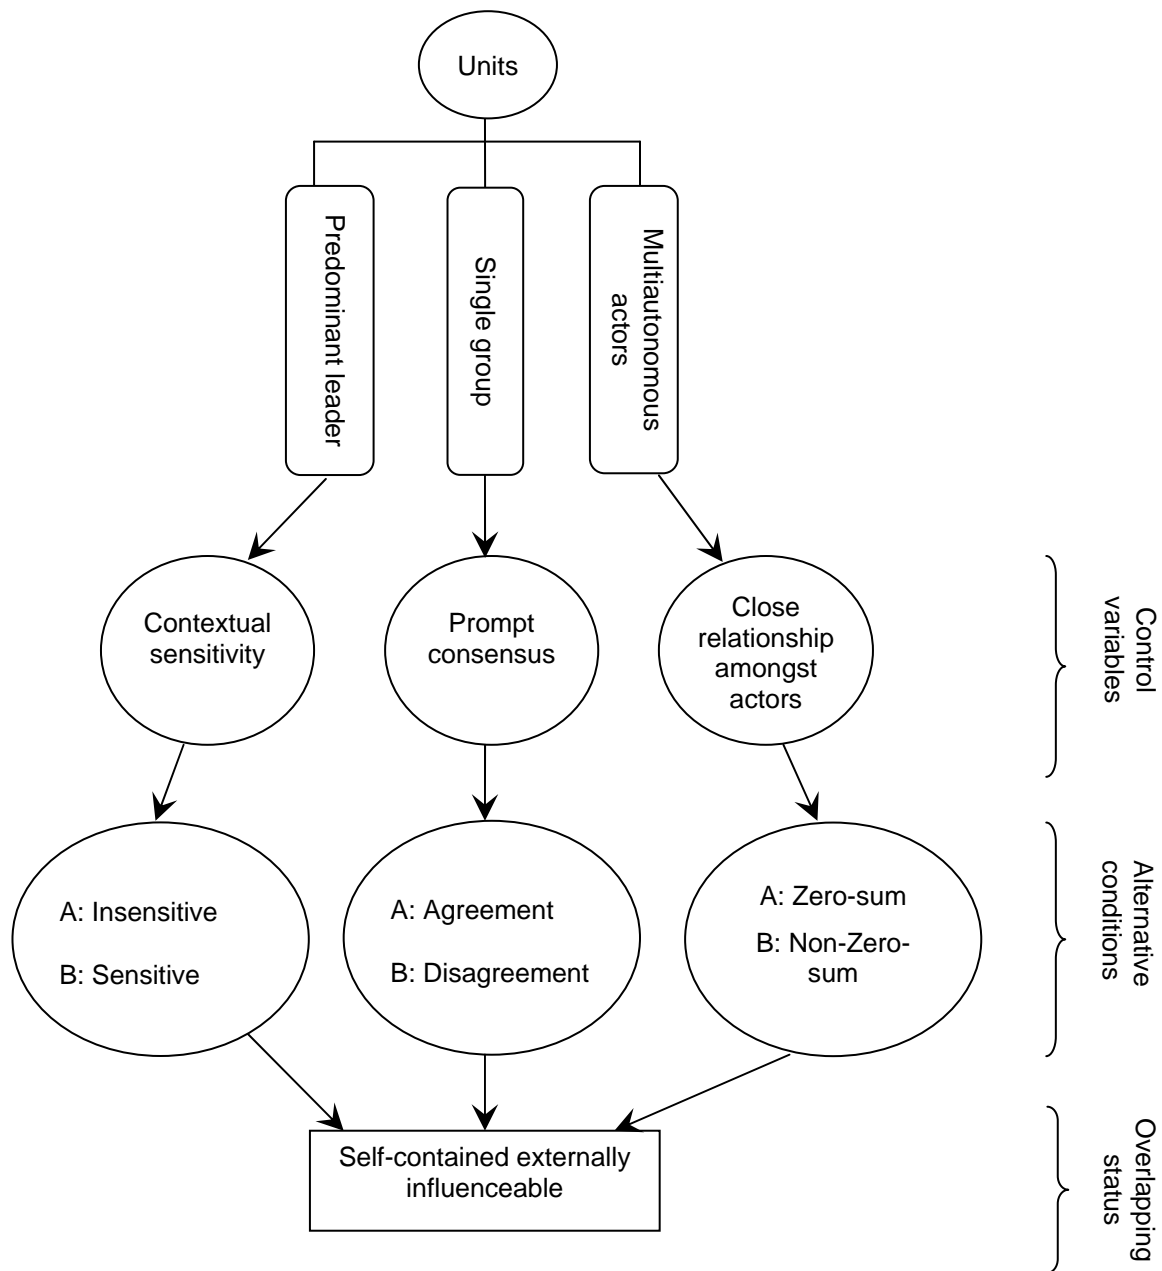 Units
Predominant leader
Single group
Multiautonomous
actors
Contextual
sensitivity
Prompt
consensus
Close
relationship
amongst
actors
Control
variables
A: Insensitive
B: Sensitive
A: Agreement
B: Disagreement
A: Zero-sum
B: Non-Zero-
sum
Alternative
conditions
Self-contained externally
influenceable
Overlapping
status